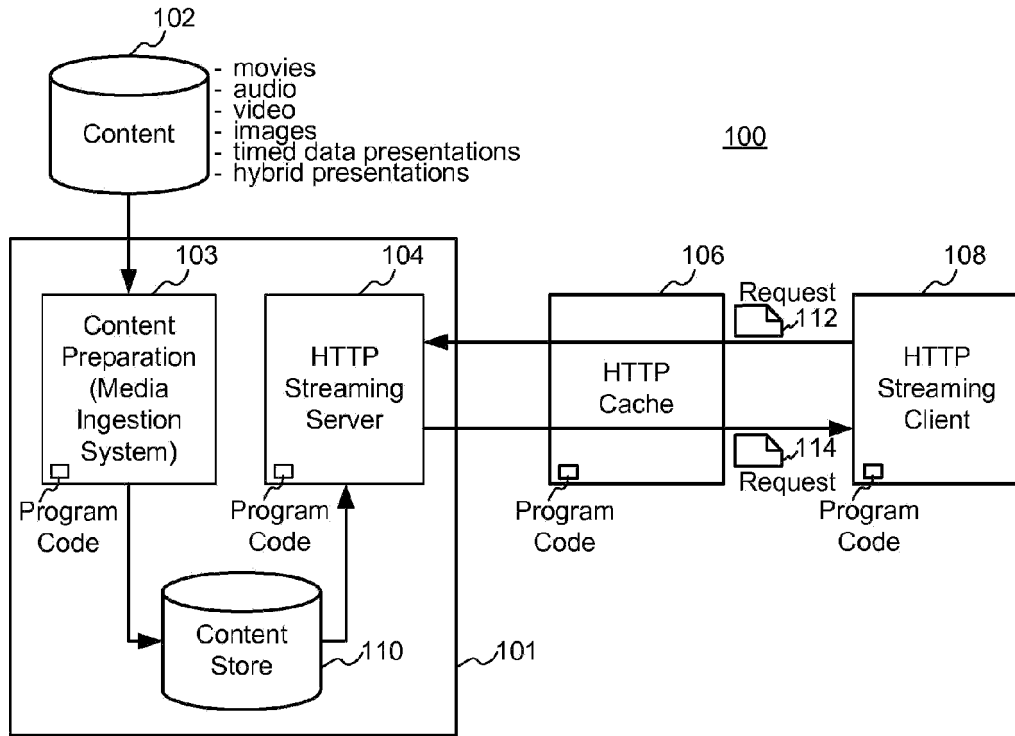 102
Content
- movies
- audio
- video
- images
- timed data presentations
- hybrid presentations
100
103
Content
Preparation
(Media
Ingestion
System)
Program
Code
104
HTTP
Streaming
Server
Program
Code
106
HTTP
Cache
Program
Code
Request
112
114
Request
108
HTTP
Streaming
Client
Program
Code
Content
Store
110
101